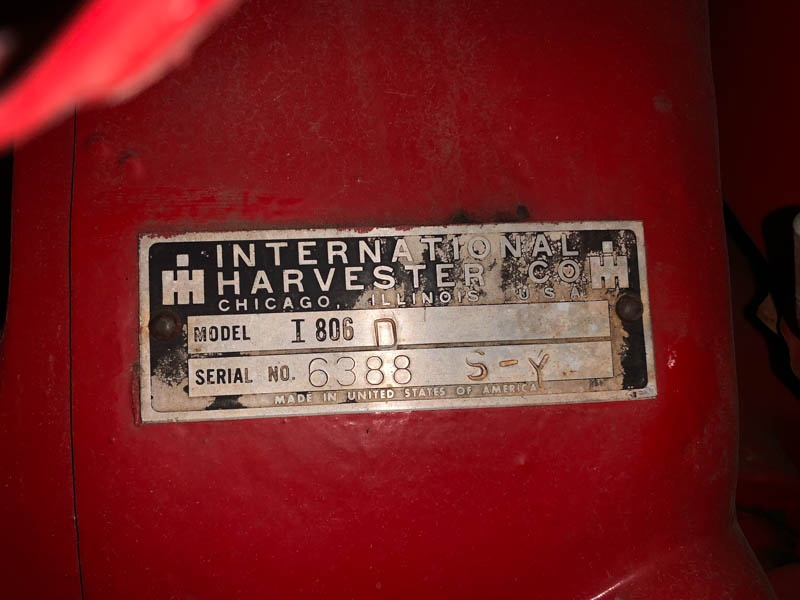 INTERNATIONAL
HARVESTER CO
CHICAGO, ILLINOIS U.S.A.
MODEL I 806 D
SERIAL NO. 6388 S-Y
MADE IN UNITED STATES OF AMERICA